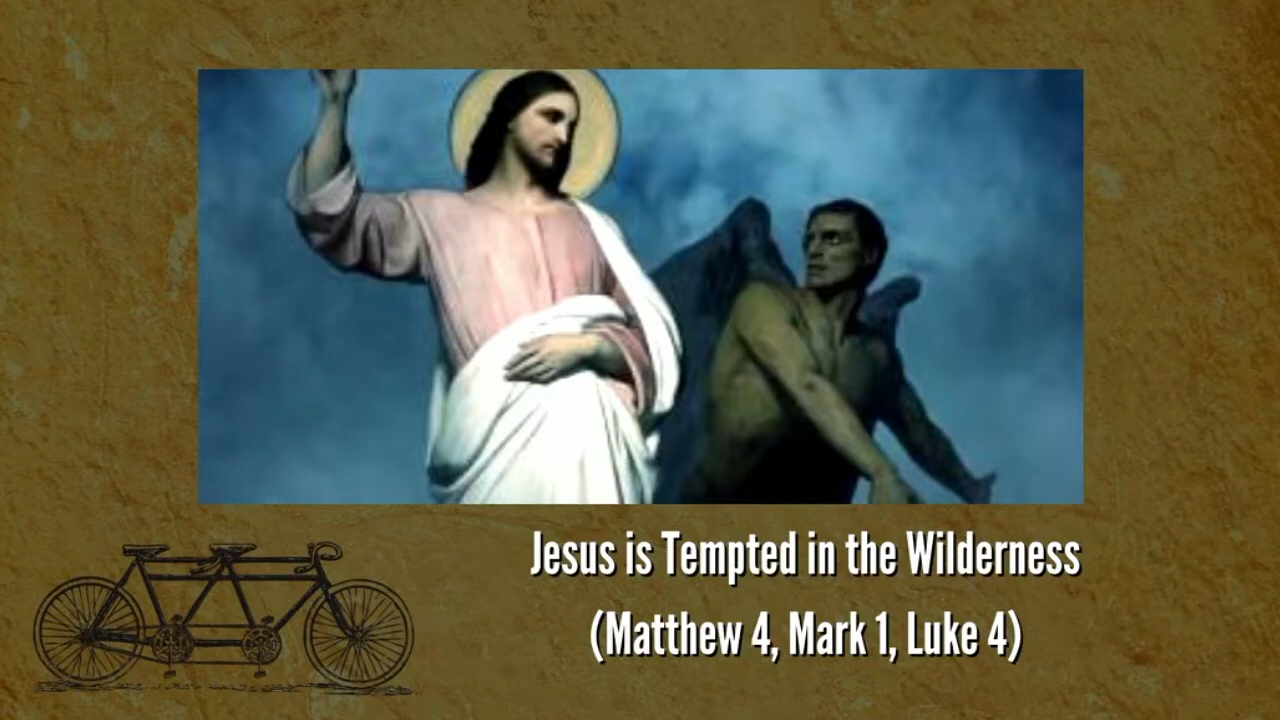 Jesus is Tempted in the Wilderness
(Matthew 4, Mark 1, Luke 4)